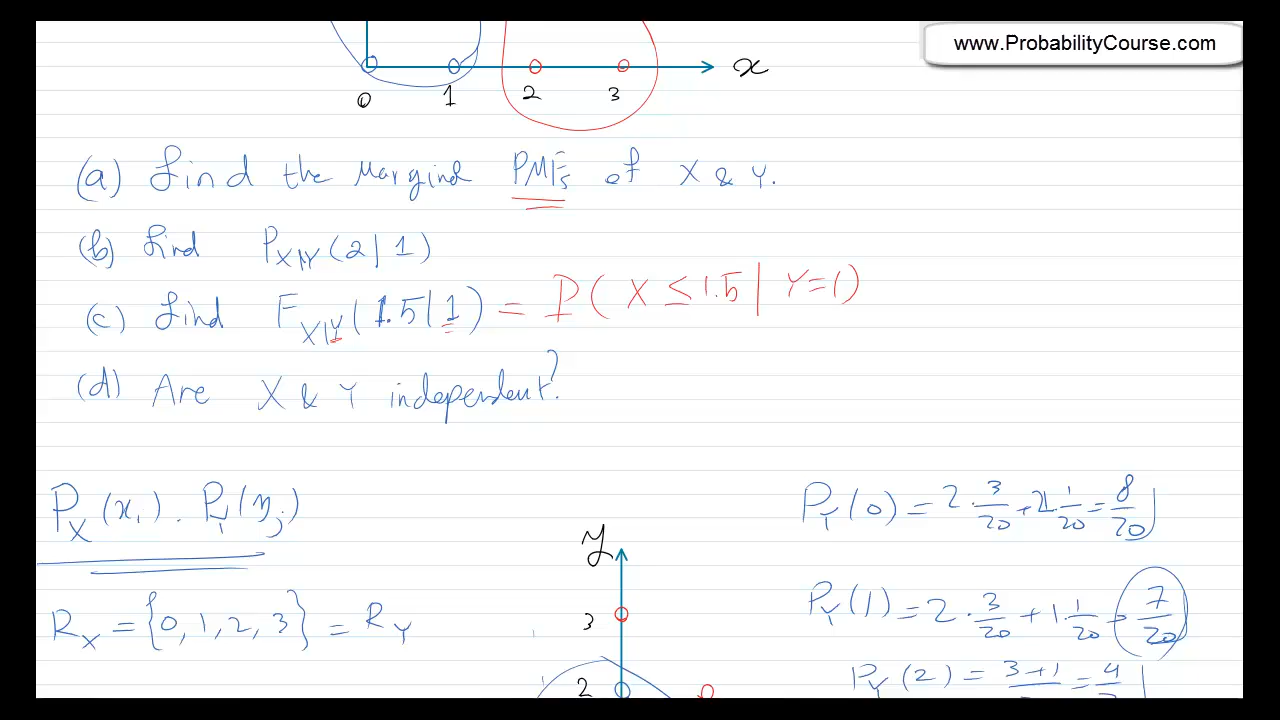 www.ProbabilityCourse.com
x
0 1 2 3
(a) find the Marginal PMFs of X & Y.
(b) find P_{X|Y}(2|1)
(c) find F_{X|Y}(1.5|1) = P(X ≤ 1.5 | Y=1)
(d) Are X & Y independent?
P_X(x_i) . P_Y(y_j)
P_Y(0) = 2·3/20 + 2·1/20 = 8/20
y
P_Y(1) = 2·3/20 + 1·1/20 = 7/20
3
R_X = {0, 1, 2, 3} = R_Y
P_Y(2) = 3+1 = 4
2